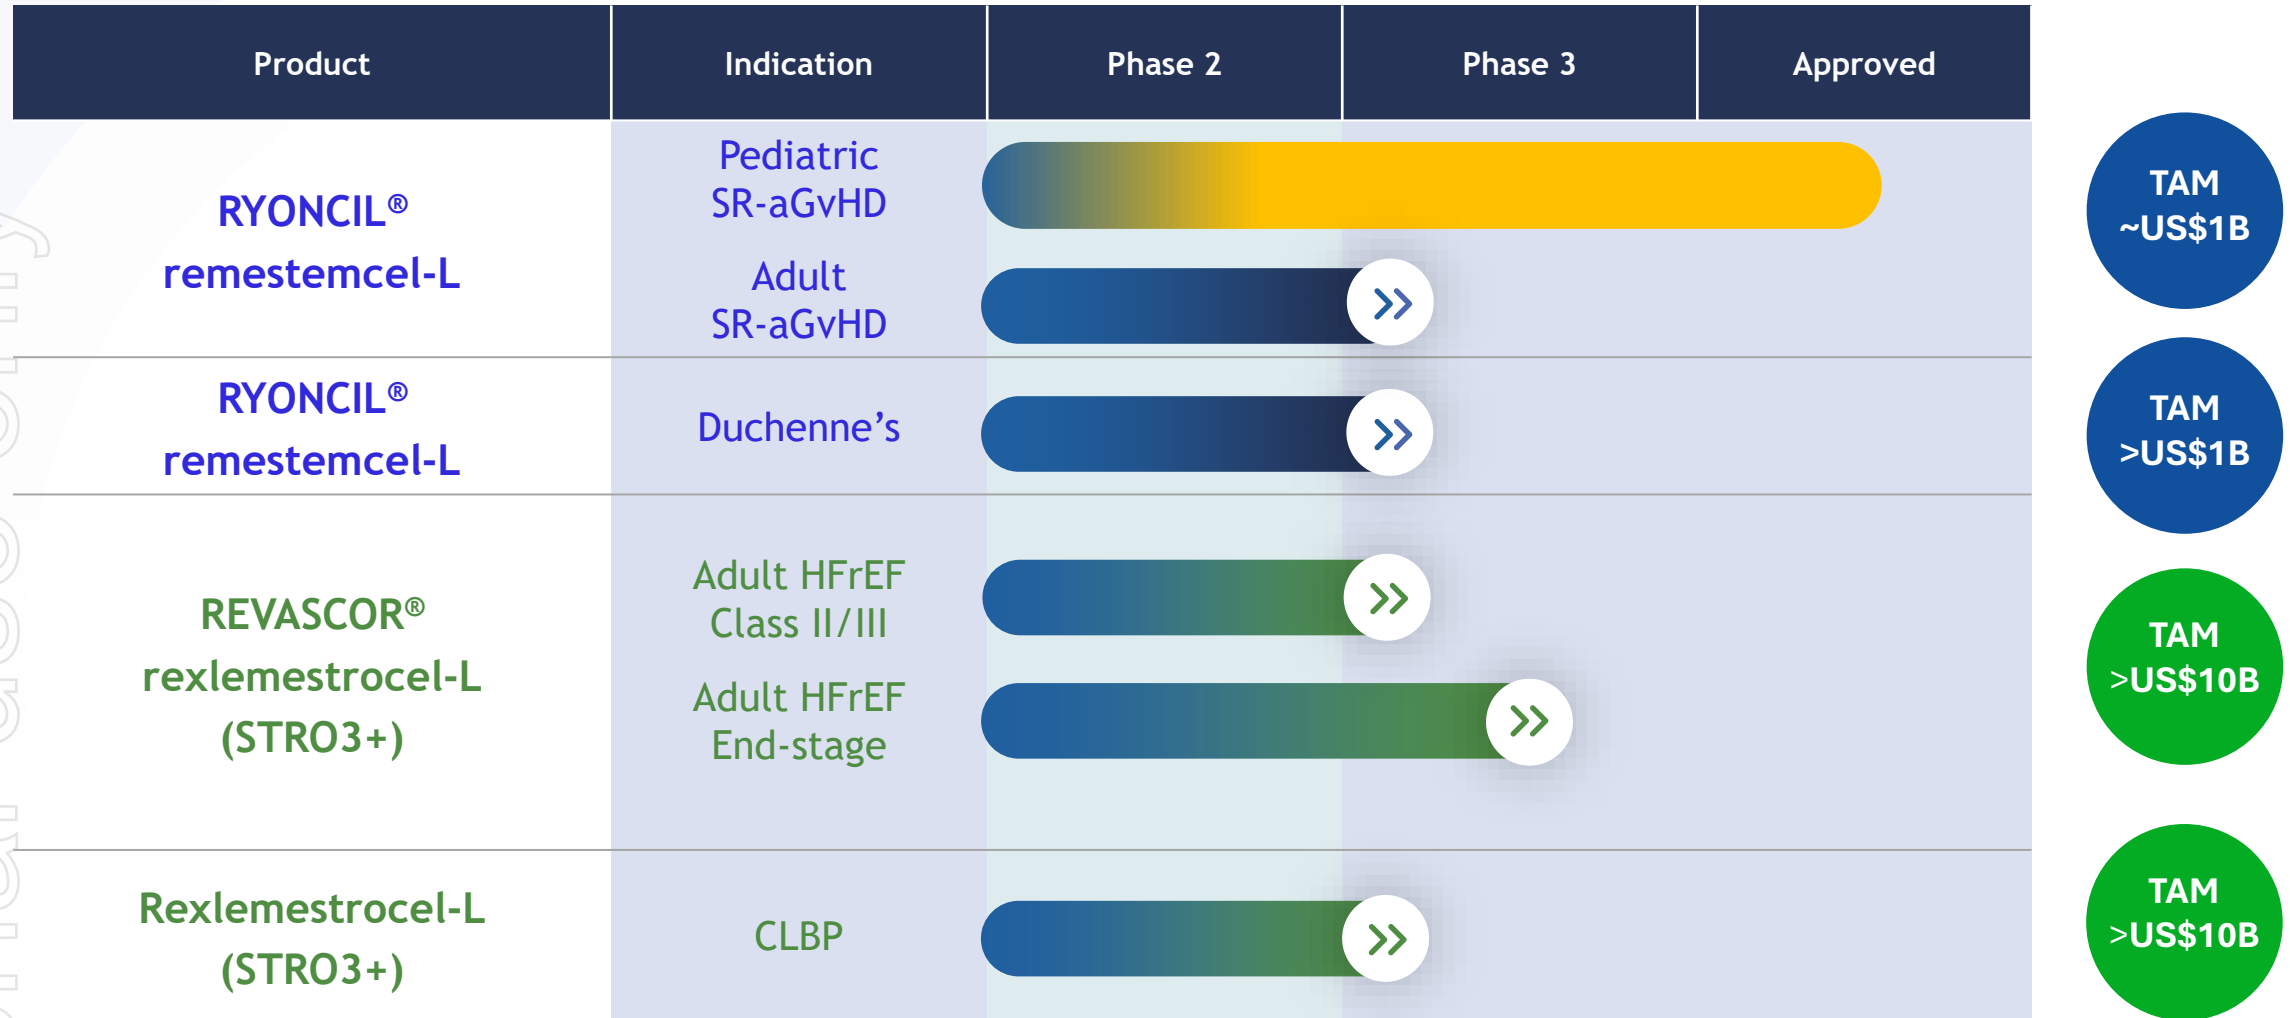 Product
Indication
Phase 2
Phase 3
Approved
RYONCIL®
remestemcel-L
Pediatric
SR-aGvHD
Adult
SR-aGvHD
TAM
~US$1B
RYONCIL®
remestemcel-L
Duchenne’s
TAM
>US$1B
REVASCOR®
rexlemestrocel-L
(STRO3+)
Adult HFrEF
Class II/III
Adult HFrEF
End-stage
TAM
>US$10B
Rexlemestrocel-L
(STRO3+)
CLBP
TAM
>US$10B